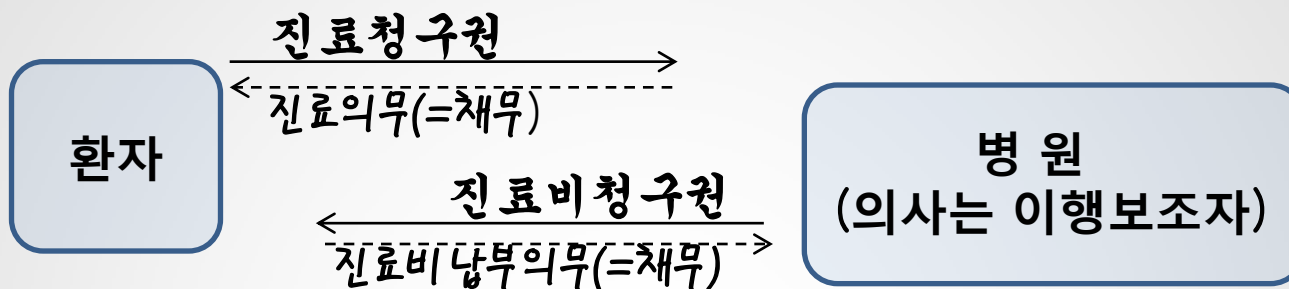 진료청구권
진료의무(=채무)
환자
진료비청구권
진료비납부의무(=채무)
병 원
(의사는 이행보조자)